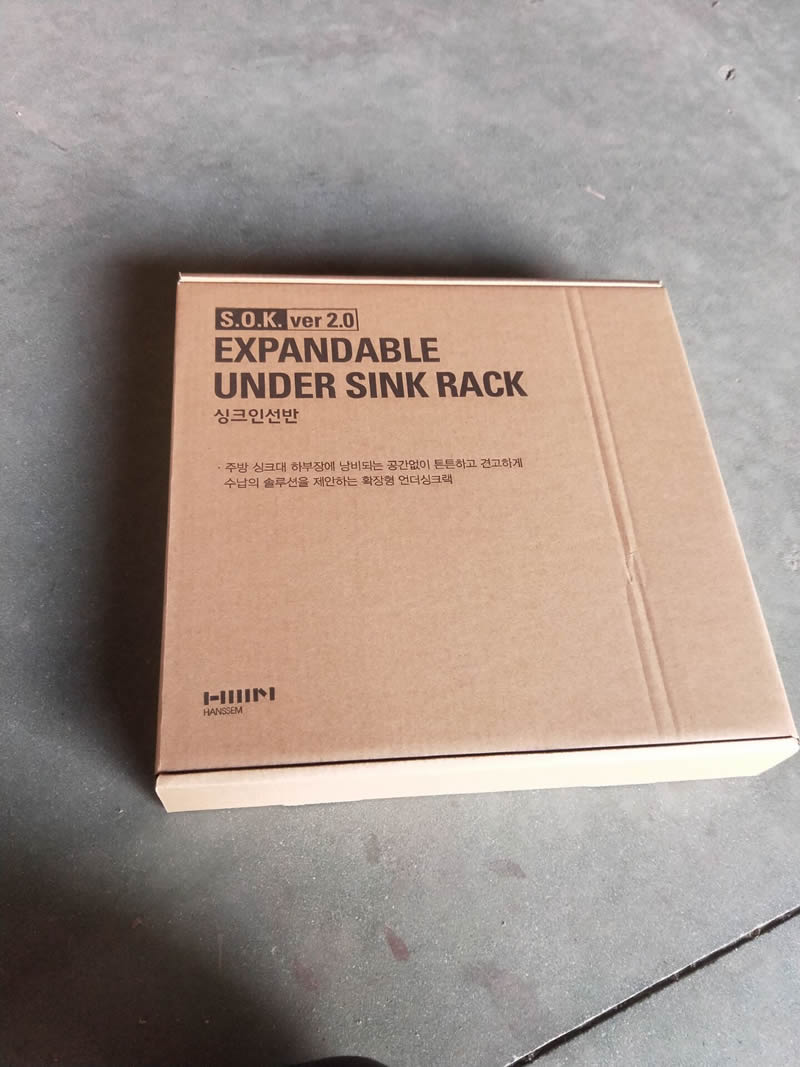 S.O.K. ver 2.0
EXPANDABLE
UNDER SINK RACK
싱크인선반
· 주방 싱크대 하부장에 낭비되는 공간없이 튼튼하고 견고하게
수납의 솔루션을 제안하는 확장형 언더싱크랙
HANSSEM